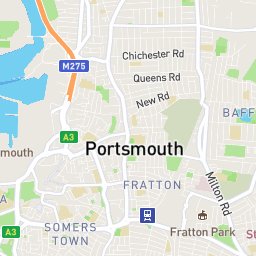 Chichester Rd
M275
Queens Rd
New Rd
BAFF
A3
mouth
Portsmouth
FRATTON
Milton Rd
A
SOMERS
TOWN
A3
Fratton Park
St